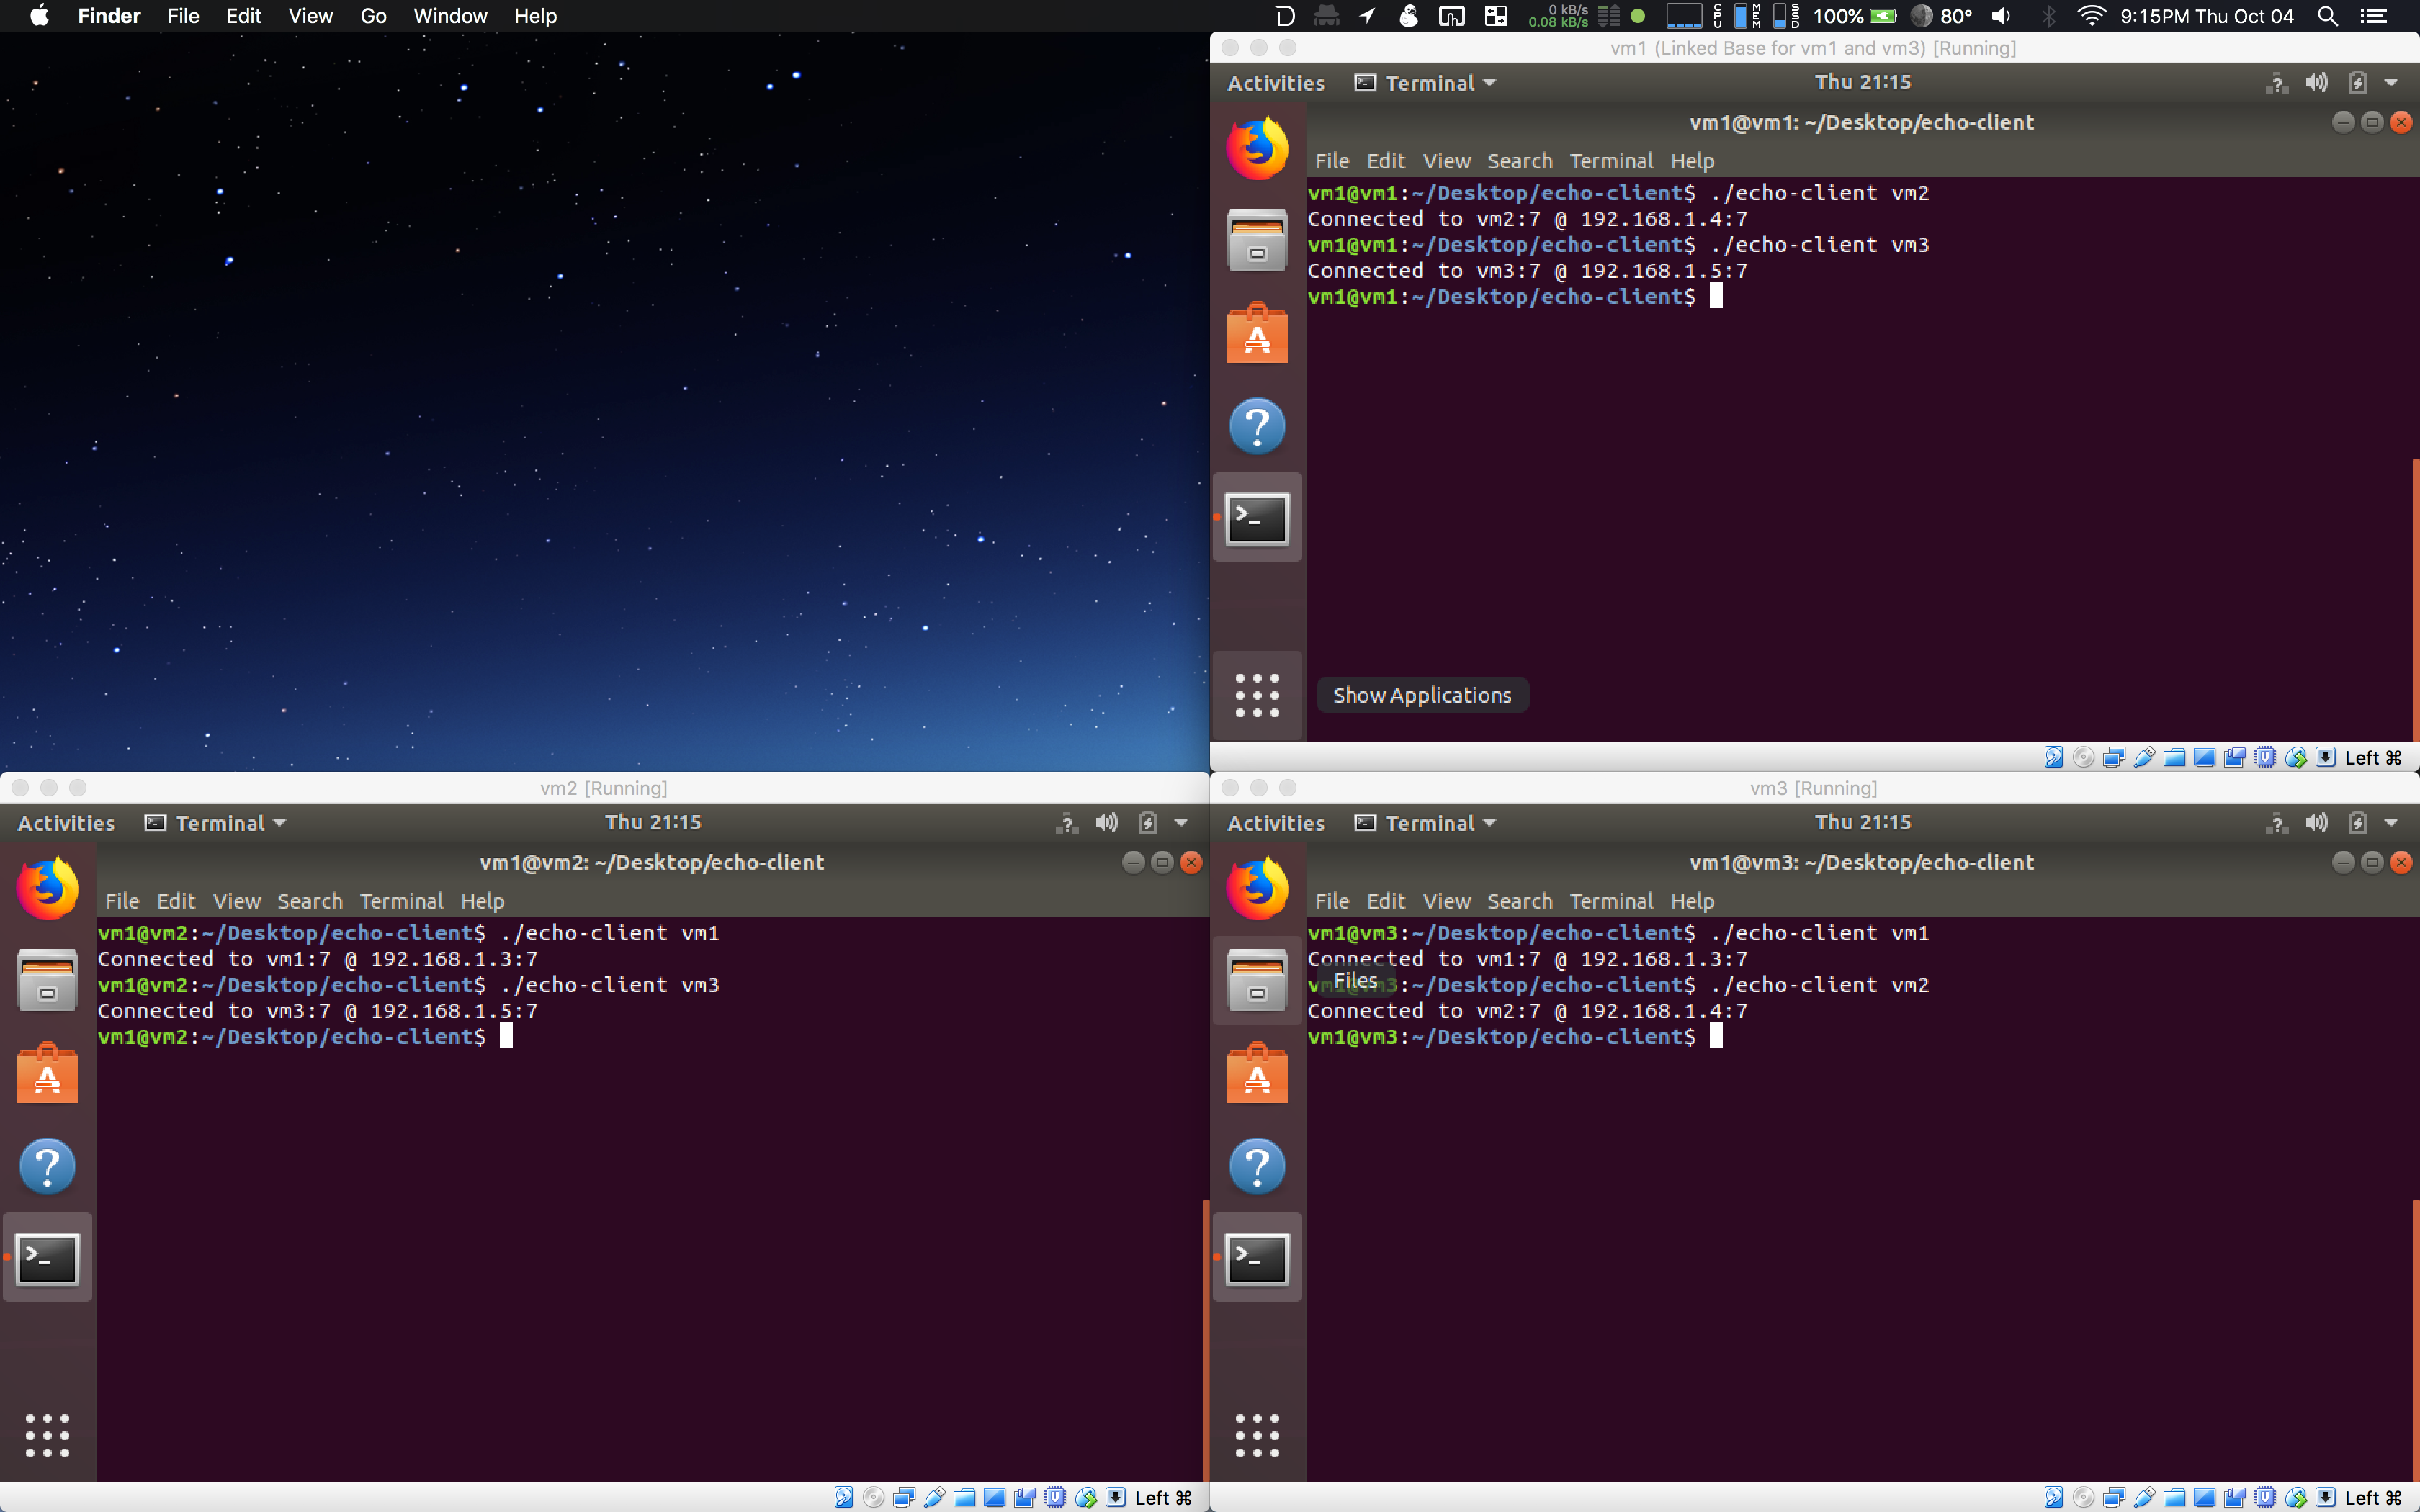 Finder File Edit View Go Window Help
0 kB/s
0.08 kB/s
CPU MEM SSD 100% 80° 9:15PM Thu Oct 04
vm1 (Linked Base for vm1 and vm3) [Running]
Activities Terminal Thu 21:15
vm1@vm1: ~/Desktop/echo-client
File Edit View Search Terminal Help
vm1@vm1:~/Desktop/echo-client$ ./echo-client vm2
Connected to vm2:7 @ 192.168.1.4:7
vm1@vm1:~/Desktop/echo-client$ ./echo-client vm3
Connected to vm3:7 @ 192.168.1.5:7
vm1@vm1:~/Desktop/echo-client$
Show Applications
Left ⌘
vm2 [Running]
Activities Terminal Thu 21:15
vm1@vm2: ~/Desktop/echo-client
File Edit View Search Terminal Help
vm1@vm2:~/Desktop/echo-client$ ./echo-client vm1
Connected to vm1:7 @ 192.168.1.3:7
vm1@vm2:~/Desktop/echo-client$ ./echo-client vm3
Connected to vm3:7 @ 192.168.1.5:7
vm1@vm2:~/Desktop/echo-client$
Left ⌘
vm3 [Running]
Activities Terminal Thu 21:15
vm1@vm3: ~/Desktop/echo-client
File Edit View Search Terminal Help
vm1@vm3:~/Desktop/echo-client$ ./echo-client vm1
Connected to vm1:7 @ 192.168.1.3:7
Files
vm1@vm3:~/Desktop/echo-client$ ./echo-client vm2
Connected to vm2:7 @ 192.168.1.4:7
vm1@vm3:~/Desktop/echo-client$
Left ⌘